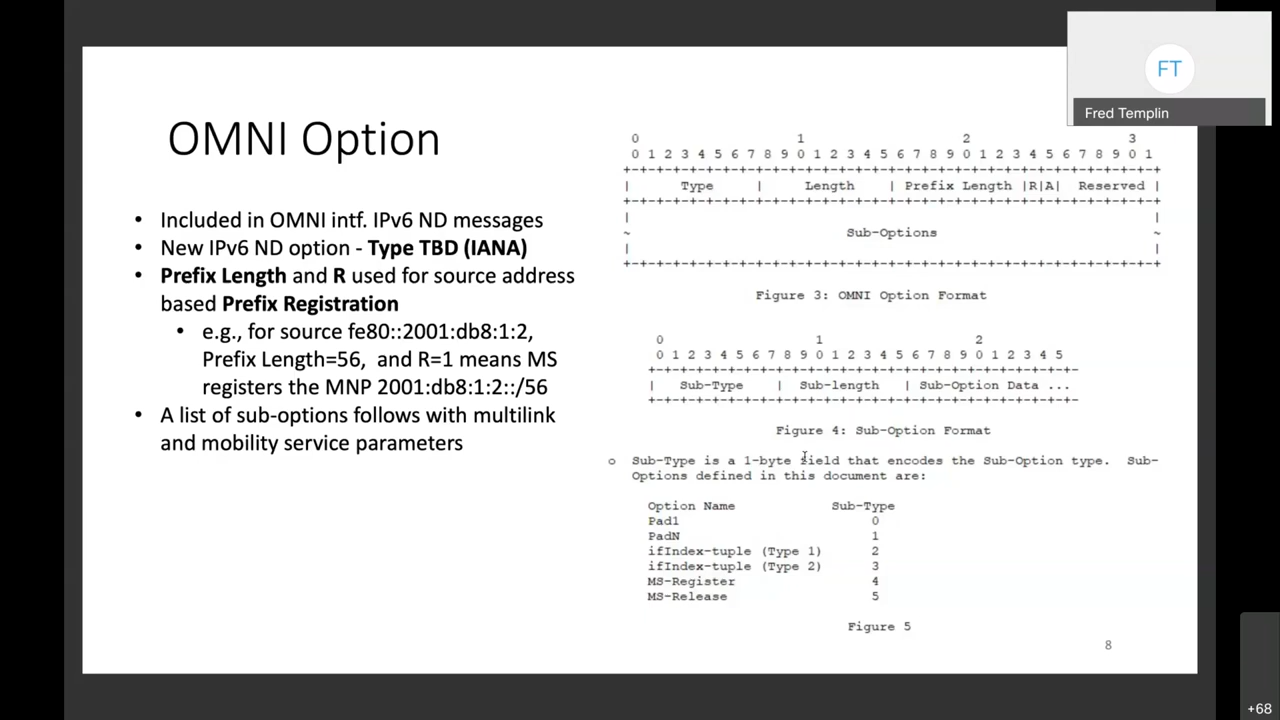 FT
Fred Templin
OMNI Option
• Included in OMNI intf. IPv6 ND messages
• New IPv6 ND option - Type TBD (IANA)
• Prefix Length and R used for source address
based Prefix Registration
• e.g., for source fe80::2001:db8:1:2,
Prefix Length=56, and R=1 means MS
registers the MNP 2001:db8:1:2::/56
• A list of sub-options follows with multilink
and mobility service parameters
0                   1                   2                   3
0 1 2 3 4 5 6 7 8 9 0 1 2 3 4 5 6 7 8 9 0 1 2 3 4 5 6 7 8 9 0 1
+-+-+-+-+-+-+-+-+-+-+-+-+-+-+-+-+-+-+-+-+-+-+-+-+-+-+-+-+-+-+-+-+
|      Type     |     Length    | Prefix Length |R|A|  Reserved |
+-+-+-+-+-+-+-+-+-+-+-+-+-+-+-+-+-+-+-+-+-+-+-+-+-+-+-+-+-+-+-+-+
|                                                               |
~                          Sub-Options                          ~
|                                                               |
+-+-+-+-+-+-+-+-+-+-+-+-+-+-+-+-+-+-+-+-+-+-+-+-+-+-+-+-+-+-+-+-+
Figure 3: OMNI Option Format
0                   1                   2
0 1 2 3 4 5 6 7 8 9 0 1 2 3 4 5 6 7 8 9 0 1 2 3 4 5
+-+-+-+-+-+-+-+-+-+-+-+-+-+-+-+-+-+-+-+-+-+-+-+-+-+-+-
|   Sub-Type    |  Sub-length   | Sub-Option Data ...
+-+-+-+-+-+-+-+-+-+-+-+-+-+-+-+-+-+-+-+-+-+-+-+-+-+-+-
Figure 4: Sub-Option Format
o Sub-Type is a 1-byte field that encodes the Sub-Option type. Sub-
Options defined in this document are:
Option Name Sub-Type
Pad1 0
PadN 1
ifIndex-tuple (Type 1) 2
ifIndex-tuple (Type 2) 3
MS-Register 4
MS-Release 5
Figure 5
8
+68